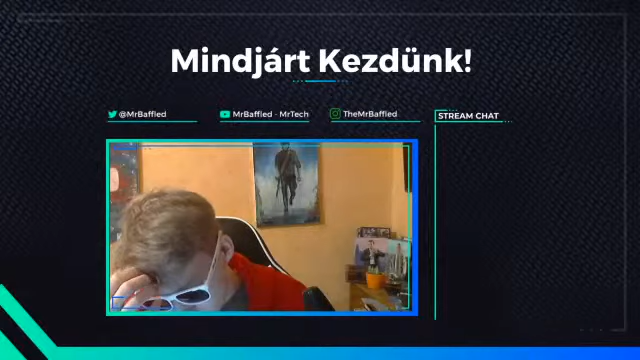 Mindjárt Kezdünk!
@MrBaffled
MrBaffled - MrTech
TheMrBaffled
STREAM CHAT